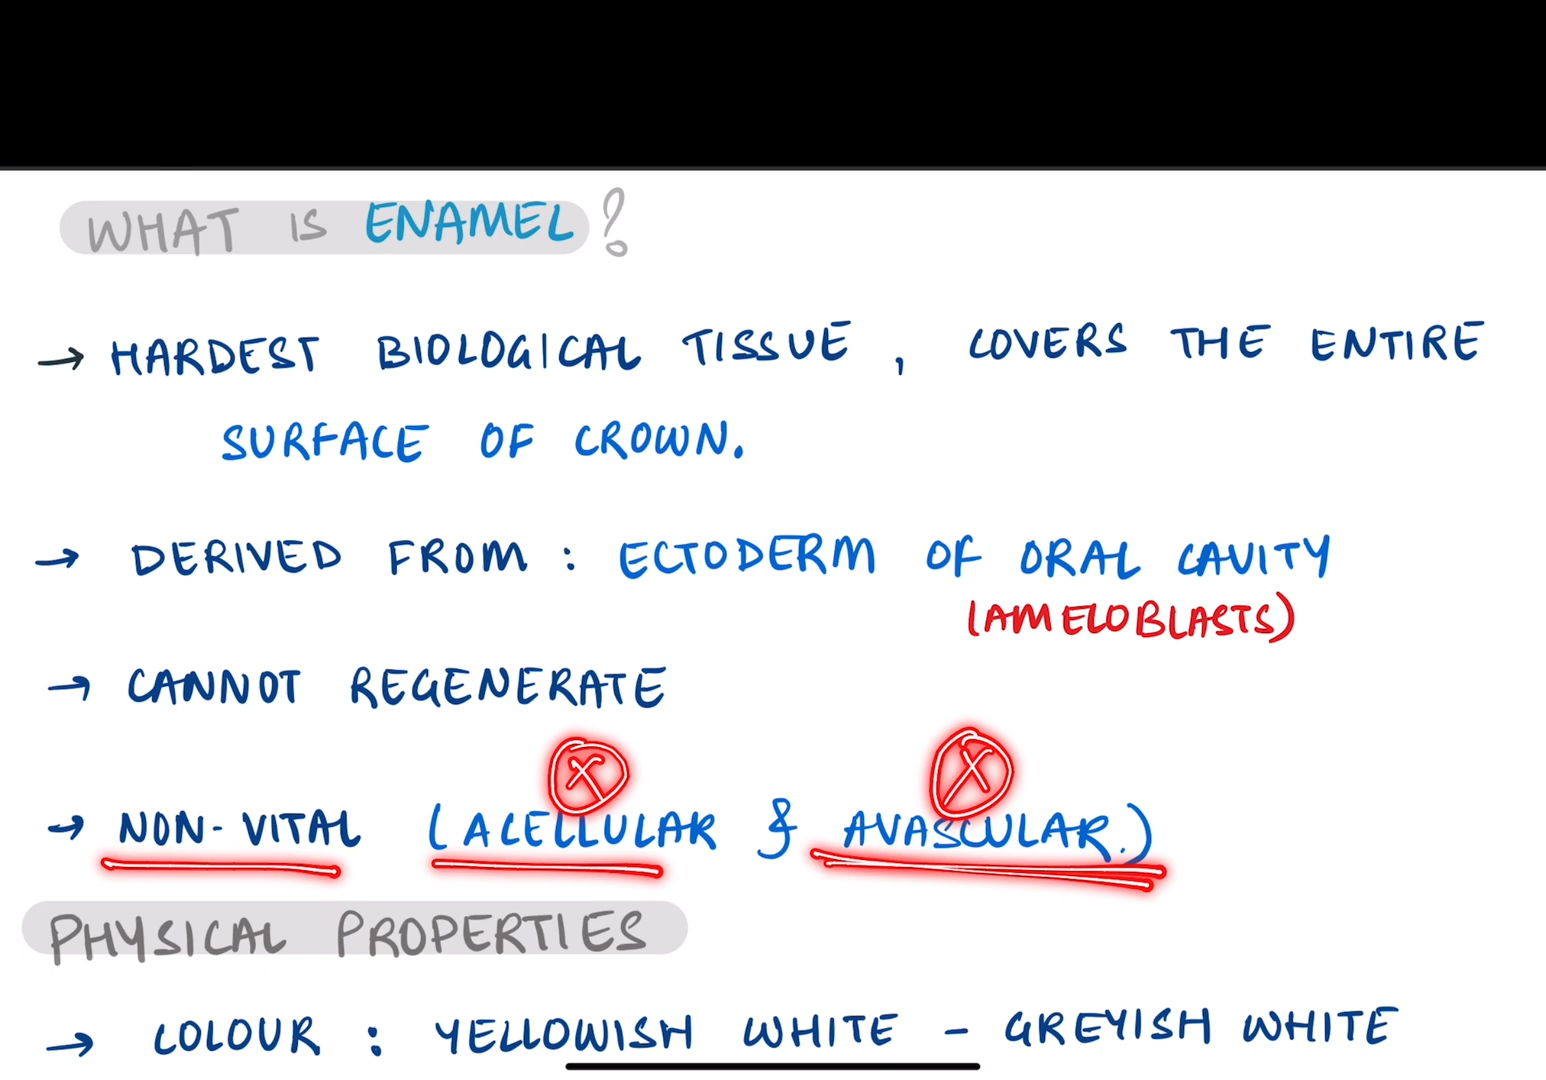 WHAT IS ENAMEL?
→ HARDEST BIOLOGICAL TISSUE, COVERS THE ENTIRE
SURFACE OF CROWN.
→ DERIVED FROM : ECTODERM OF ORAL CAVITY
(AMELOBLASTS)
→ CANNOT REGENERATE
→ NON-VITAL (ACELLULAR & AVASCULAR.)
PHYSICAL PROPERTIES
→ COLOUR : YELLOWISH WHITE - GREYISH WHITE